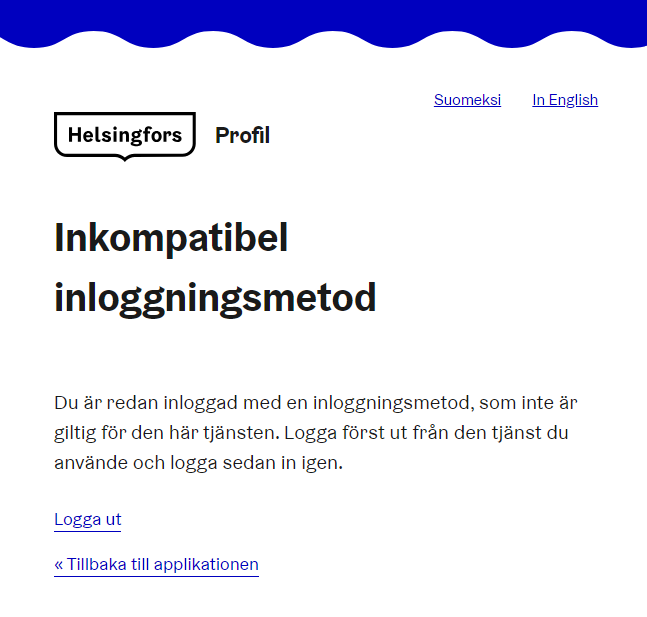 Suomeksi In English
Helsingfors Profil
Inkompatibel
inloggningsmetod
Du är redan inloggad med en inloggningsmetod, som inte är
giltig för den här tjänsten. Logga först ut från den tjänst du
använde och logga sedan in igen.
Logga ut
« Tillbaka till applikationen